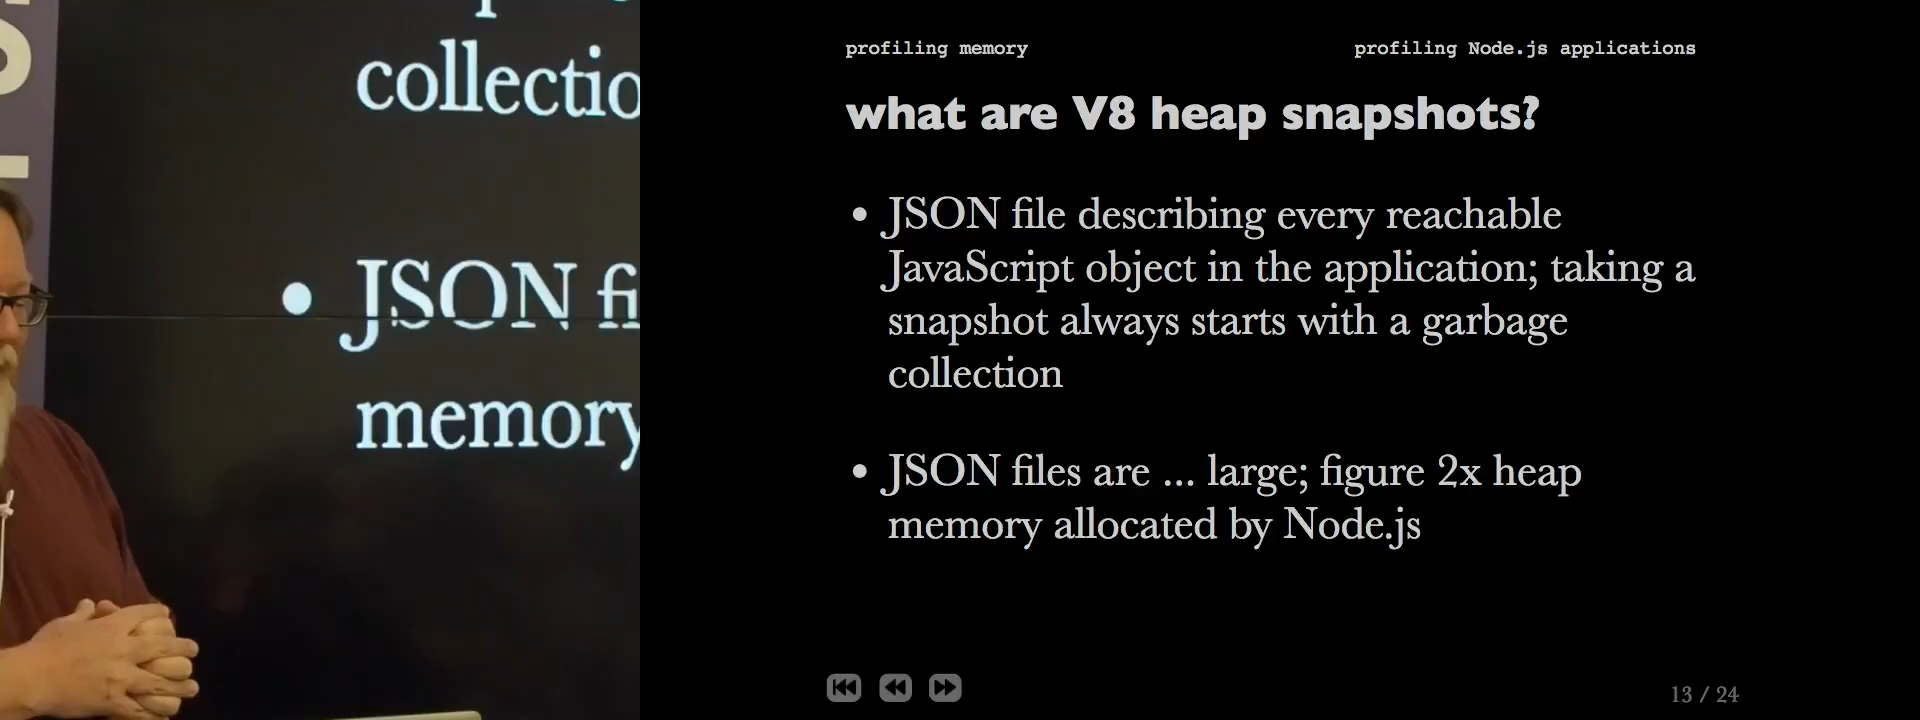 collectio
• JSON fi
memory
profiling memory
profiling Node.js applications
what are V8 heap snapshots?
• JSON file describing every reachable
JavaScript object in the application; taking a
snapshot always starts with a garbage
collection
• JSON files are ... large; figure 2x heap
memory allocated by Node.js
13 / 24